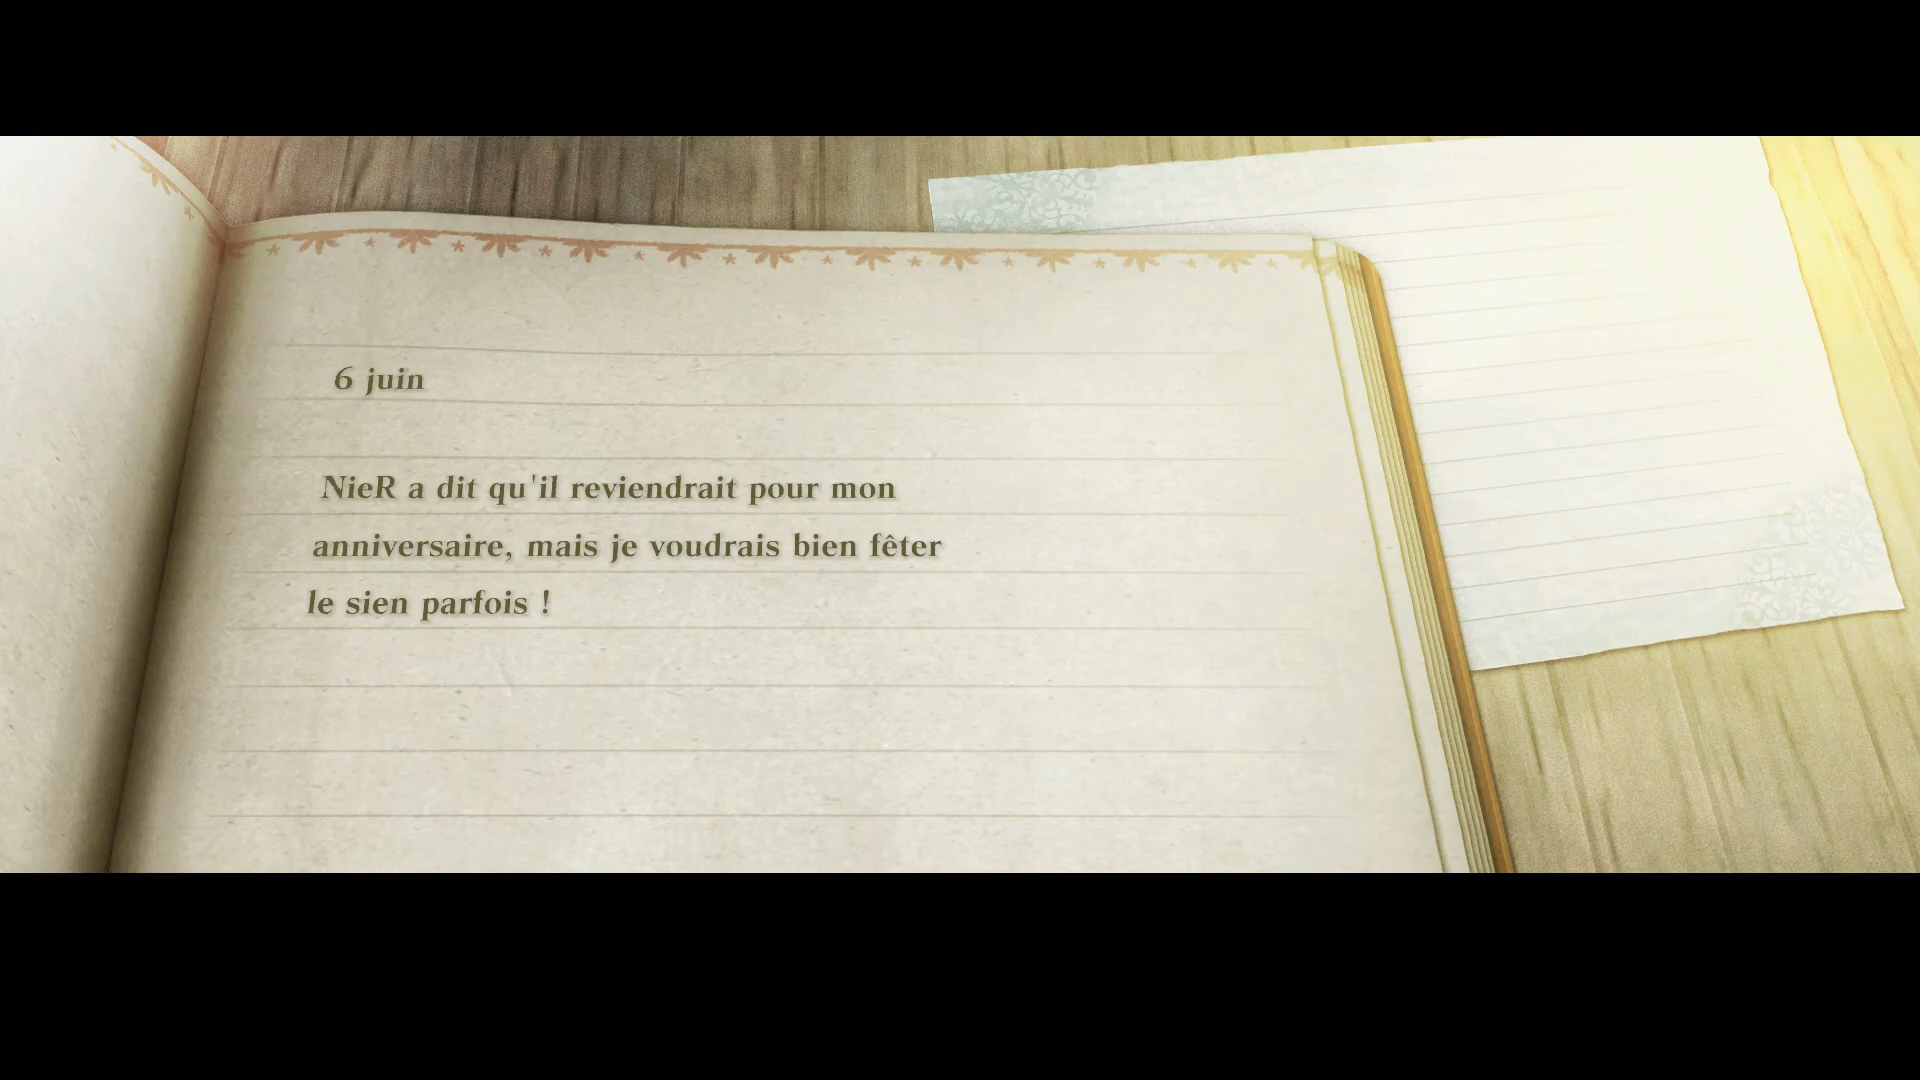 6 juin
NieR a dit qu'il reviendrait pour mon
anniversaire, mais je voudrais bien fêter
le sien parfois !